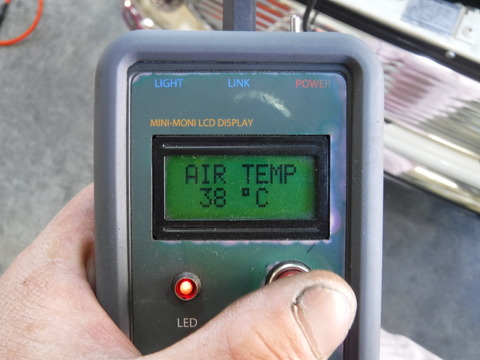 LIGHT LINK POWER
MINI-MONI LCD DISPLAY
AIR TEMP
38 °C
LED